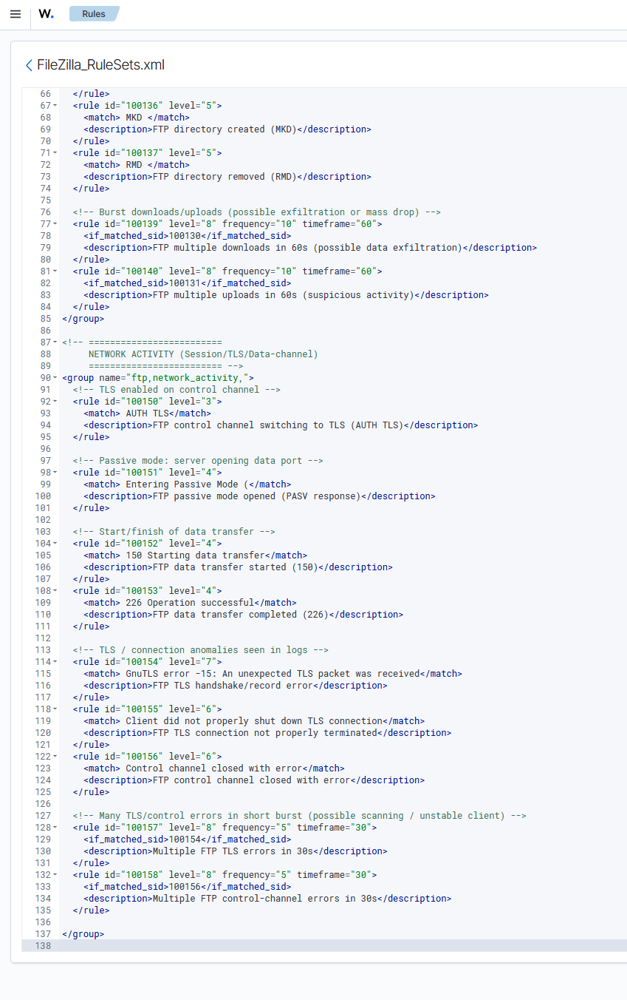 W.
Rules
FileZilla_RuleSets.xml
66 </rule>
67 <rule id="100136" level="5">
68 <match> MKD </match>
69 <description>FTP directory created (MKD)</description>
70 </rule>
71 <rule id="100137" level="5">
72 <match> RMD </match>
73 <description>FTP directory removed (RMD)</description>
74 </rule>
75
76 <!-- Burst downloads/uploads (possible exfiltration or mass drop) -->
77 <rule id="100139" level="8" frequency="10" timeframe="60">
78 <if_matched_sid>100130</if_matched_sid>
79 <description>FTP multiple downloads in 60s (possible data exfiltration)</description>
80 </rule>
81 <rule id="100140" level="8" frequency="10" timeframe="60">
82 <if_matched_sid>100131</if_matched_sid>
83 <description>FTP multiple uploads in 60s (suspicious activity)</description>
84 </rule>
85 </group>
86
87 <!-- =========================
88 NETWORK ACTIVITY (Session/TLS/Data-channel)
89 ========================= -->
90 <group name="ftp,network_activity,">
91 <!-- TLS enabled on control channel -->
92 <rule id="100150" level="3">
93 <match> AUTH TLS</match>
94 <description>FTP control channel switching to TLS (AUTH TLS)</description>
95 </rule>
96
97 <!-- Passive mode: server opening data port -->
98 <rule id="100151" level="4">
99 <match> Entering Passive Mode (</match>
100 <description>FTP passive mode opened (PASV response)</description>
101 </rule>
102
103 <!-- Start/finish of data transfer -->
104 <rule id="100152" level="4">
105 <match> 150 Starting data transfer</match>
106 <description>FTP data transfer started (150)</description>
107 </rule>
108 <rule id="100153" level="4">
109 <match> 226 Operation successful</match>
110 <description>FTP data transfer completed (226)</description>
111 </rule>
112
113 <!-- TLS / connection anomalies seen in logs -->
114 <rule id="100154" level="7">
115 <match> GnuTLS error -15: An unexpected TLS packet was received</match>
116 <description>FTP TLS handshake/record error</description>
117 </rule>
118 <rule id="100155" level="6">
119 <match> Client did not properly shut down TLS connection</match>
120 <description>FTP TLS connection not properly terminated</description>
121 </rule>
122 <rule id="100156" level="6">
123 <match> Control channel closed with error</match>
124 <description>FTP control channel closed with error</description>
125 </rule>
126
127 <!-- Many TLS/control errors in short burst (possible scanning / unstable client) -->
128 <rule id="100157" level="8" frequency="5" timeframe="30">
129 <if_matched_sid>100154</if_matched_sid>
130 <description>Multiple FTP TLS errors in 30s</description>
131 </rule>
132 <rule id="100158" level="8" frequency="5" timeframe="30">
133 <if_matched_sid>100156</if_matched_sid>
134 <description>Multiple FTP control-channel errors in 30s</description>
135 </rule>
136
137 </group>
138